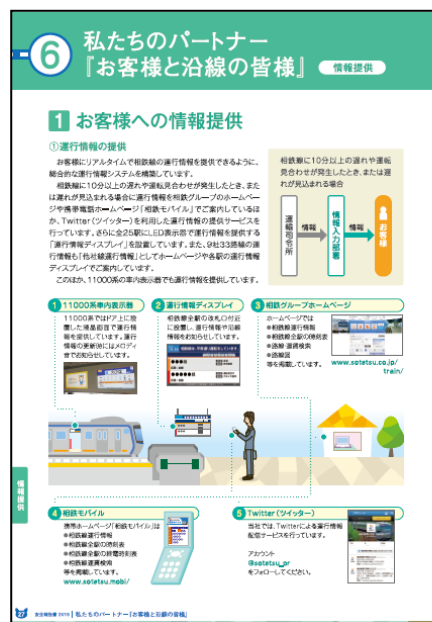 6
私たちのパートナー
『お客様と沿線の皆様』
情報提供
1 お客様への情報提供
①運行情報の提供
お客様にリアルタイムで相鉄線の運行情報を提供できるように、
総合的な運行情報システムを構築しています。
相鉄線に10分以上の遅れや運転見合わせが発生したとき、また
は遅れが見込まれる場合に運行情報を相鉄グループのホームペー
ジや携帯電話ホームページ「相鉄モバイル」でご案内しているほ
か、Twitter(ツイッター)を利用した運行情報の提供サービスを
行っています。さらに全25駅にLED表示部で運行情報を提供する
「運行情報ディスプレイ」を設置しています。また、9社33路線の運
行情報も「他社線運行情報」としてホームページや各駅の運行情報
ディスプレイでご案内しています。
このほか、11000系の車内表示器でも運行情報を提供しています。
相鉄線に10分以上の遅れや運転
見合わせが発生したとき、または遅
れが見込まれる場合
運輸司令所
情報
情報入力部署
情報
お客様
1 11000系車内表示器
11000系ではドア上に設
置した液晶画面で運行情
報を提供しています。運行
情報の更新時にはメロディ
音でお知らせしています。
2 運行情報ディスプレイ
相鉄線全駅の改札口付近
に設置し、運行情報や沿線
情報をお知らせしています。
3 相鉄グループホームページ
ホームページでは
●相鉄線運行情報
●相鉄線全駅の時刻表
●路線・運賃検索
●路線図
等を掲載しています。
www.sotetsu.co.jp/
train/
情報提供
4 相鉄モバイル
携帯ホームページ「相鉄モバイル」は
●相鉄線運行情報
●相鉄線全駅の時刻表
●相鉄線全駅の終電時刻表
●相鉄線運賃検索
等を掲載しています。
www.sotetsu.mobi/
5 Twitter(ツイッター)
当社では、Twitterによる運行情報
配信サービスを行っています。
アカウント
@sotetsu_pr
をフォローしてください。
27 安全報告書 2015 | 私たちのパートナー『お客様と沿線の皆様』